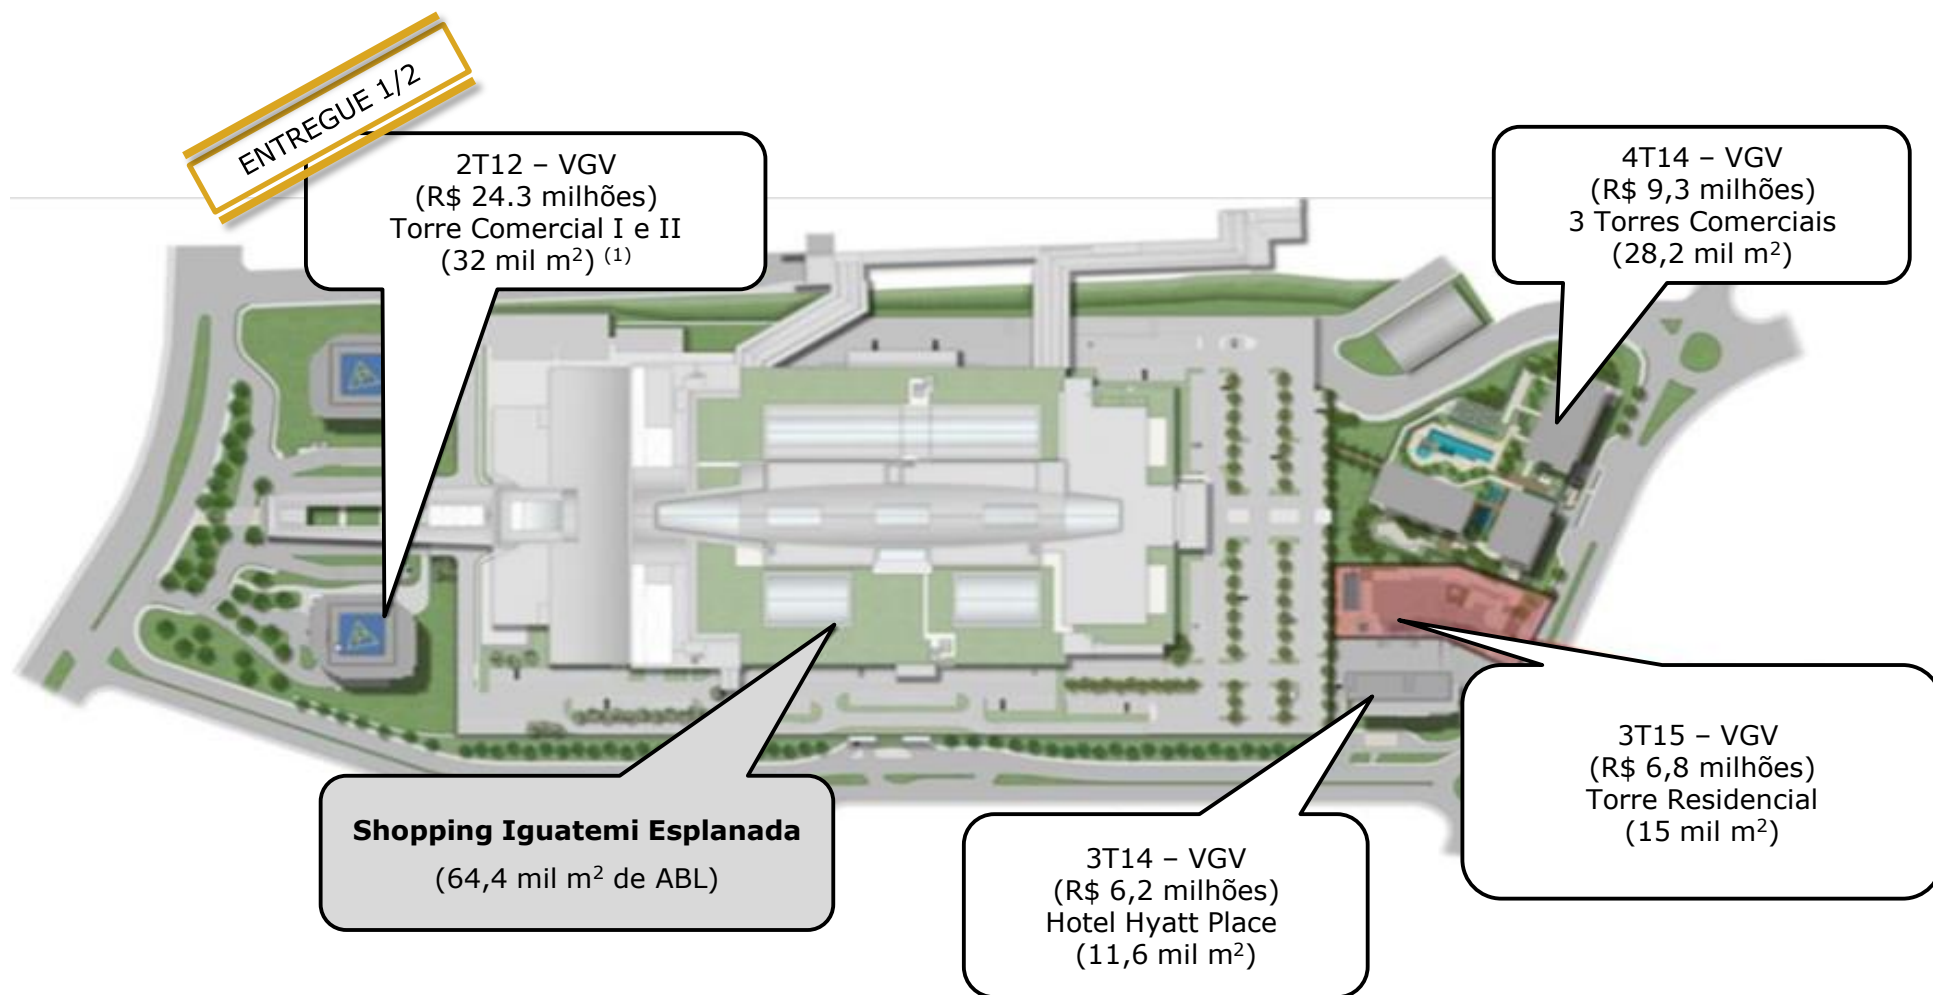 ENTREGUE 1/2
2T12 – VGV
(R$ 24.3 milhões)
Torre Comercial I e II
(32 mil m²) ⁽¹⁾
4T14 – VGV
(R$ 9,3 milhões)
3 Torres Comerciais
(28,2 mil m²)
Shopping Iguatemi Esplanada
(64,4 mil m² de ABL)
3T14 – VGV
(R$ 6,2 milhões)
Hotel Hyatt Place
(11,6 mil m²)
3T15 – VGV
(R$ 6,8 milhões)
Torre Residencial
(15 mil m²)